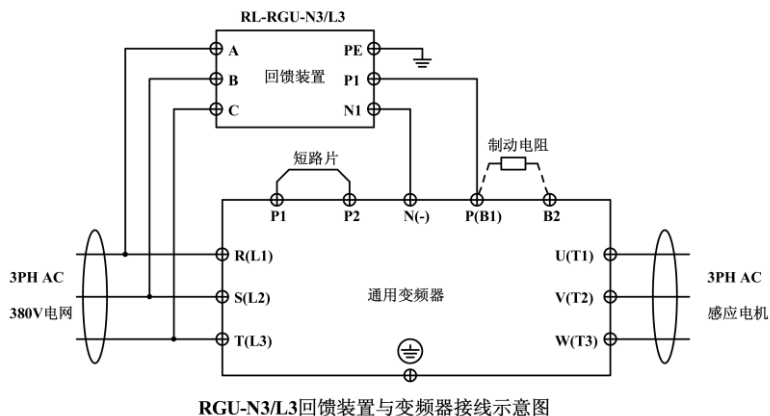 RL-RGU-N3/L3
A PE
B 回馈装置 P1
C N1
短路片 制动电阻
P1 P2 N(-) P(B1) B2
R(L1) U(T1)
3PH AC 3PH AC
S(L2) 通用变频器 V(T2)
380V电网 感应电机
T(L3) W(T3)
RGU-N3/L3回馈装置与变频器接线示意图